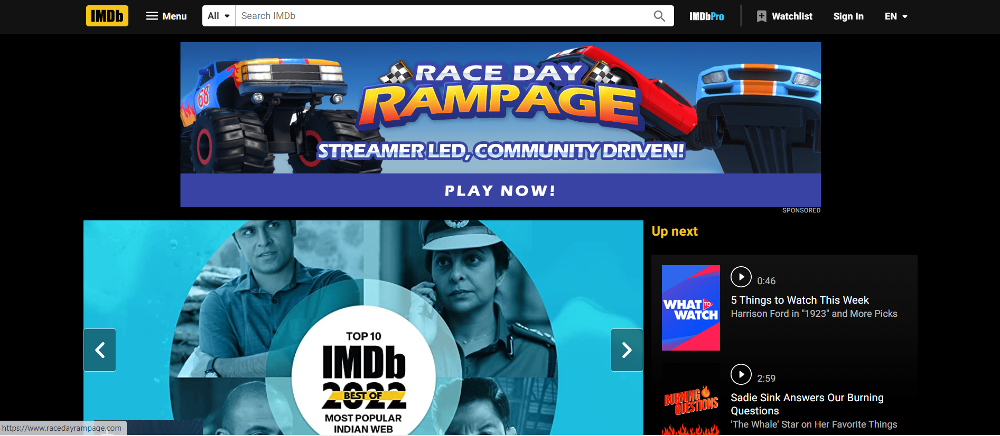 IMDb
Menu
All
Search IMDb
IMDbPro
Watchlist
Sign In
EN
68
RACE DAY
RAMPAGE
STREAMER LED, COMMUNITY DRIVEN!
PLAY NOW!
SPONSORED
TOP 10
IMDb
2022
BEST OF
MOST POPULAR
INDIAN WEB
Up next
WHAT TO WATCH
0:46
5 Things to Watch This Week
Harrison Ford in "1923" and More Picks
BURNING
QUESTIONS
2:59
Sadie Sink Answers Our Burning
Questions
'The Whale' Star on Her Favorite Things
https://www.racedayrampage.com